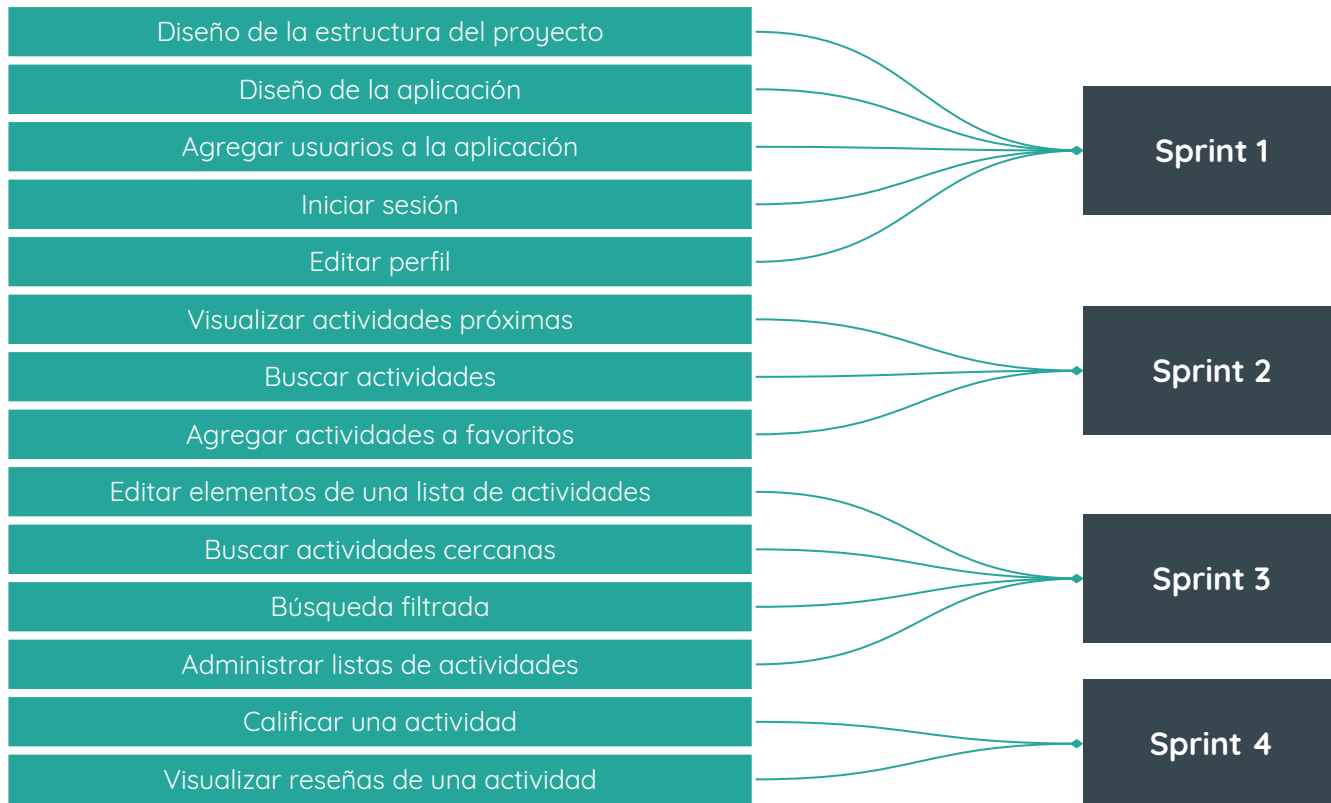 Diseño de la estructura del proyecto
Diseño de la aplicación
Agregar usuarios a la aplicación
Iniciar sesión
Editar perfil
Sprint 1
Visualizar actividades próximas
Buscar actividades
Agregar actividades a favoritos
Sprint 2
Editar elementos de una lista de actividades
Buscar actividades cercanas
Búsqueda filtrada
Administrar listas de actividades
Sprint 3
Calificar una actividad
Visualizar reseñas de una actividad
Sprint 4